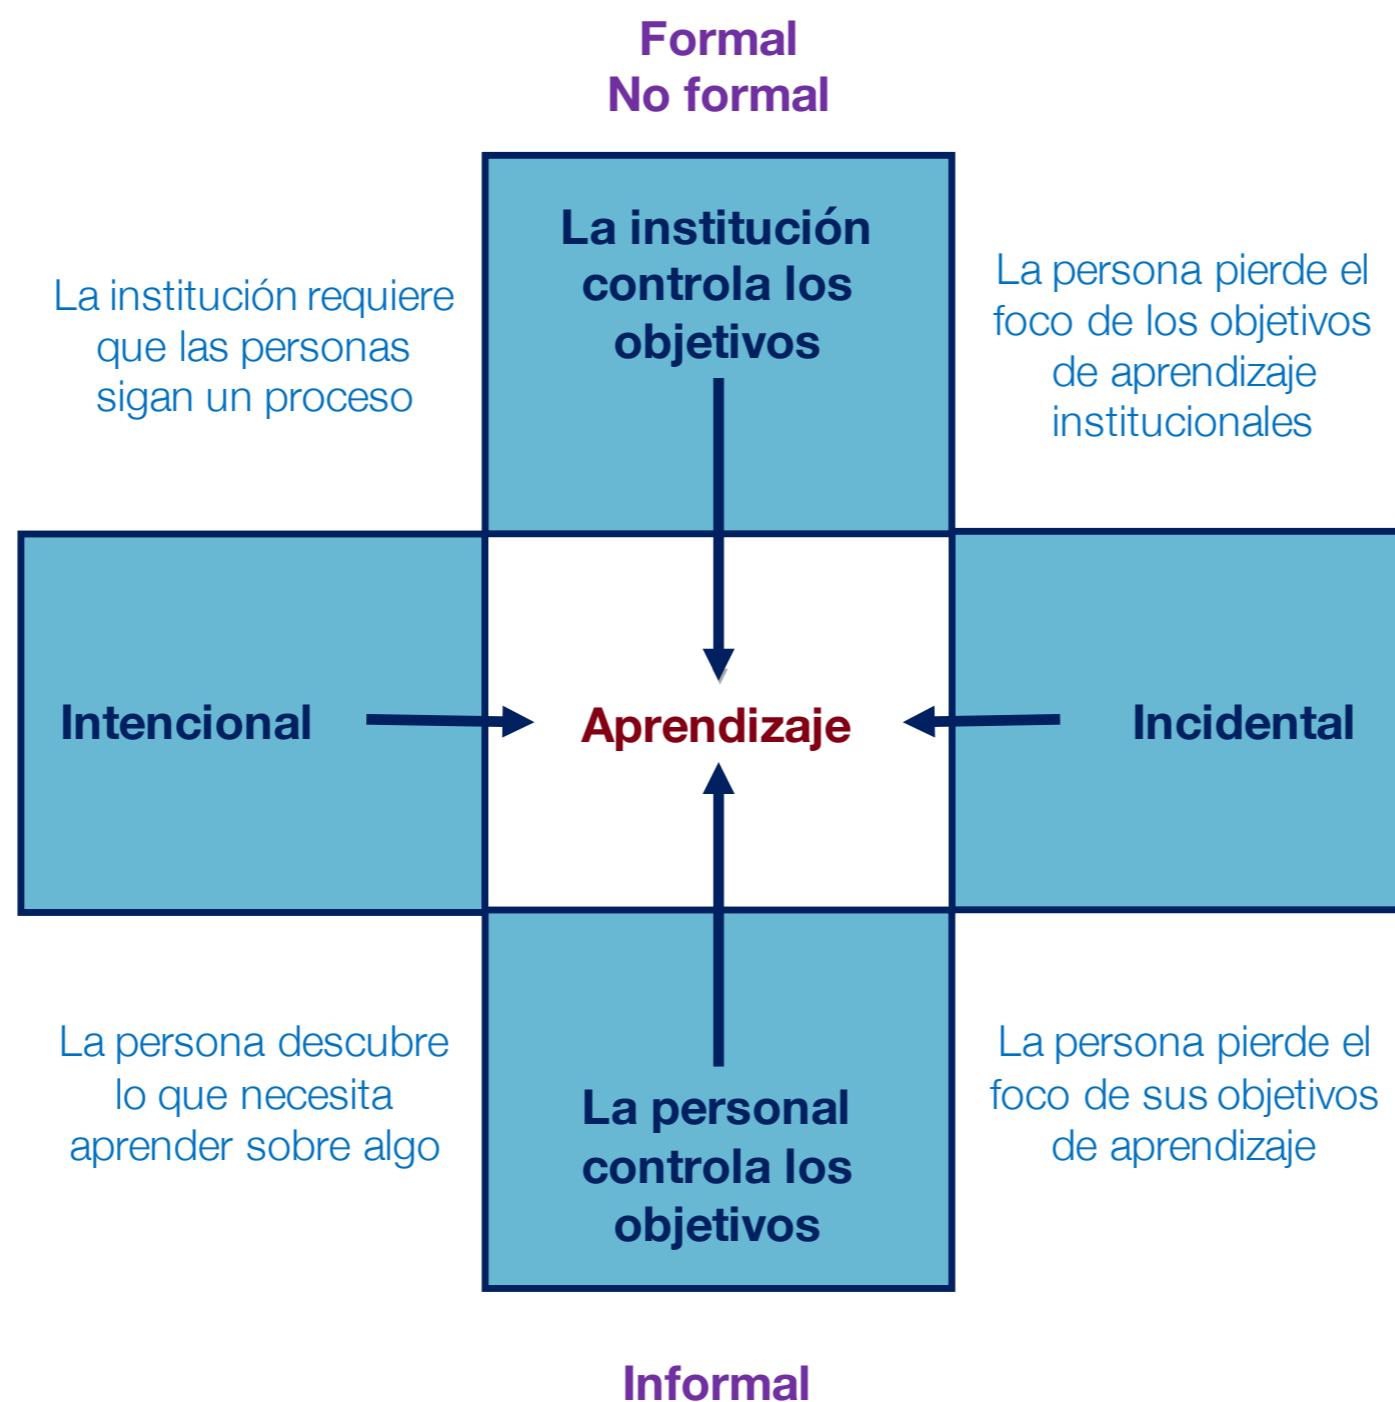 Formal
No formal
La institución
controla los
objetivos
La institución requiere
que las personas
sigan un proceso
La persona pierde el
foco de los objetivos
de aprendizaje
institucionales
Intencional
Aprendizaje
Incidental
La persona descubre
lo que necesita
aprender sobre algo
La personal
controla los
objetivos
La persona pierde el
foco de sus objetivos
de aprendizaje
Informal